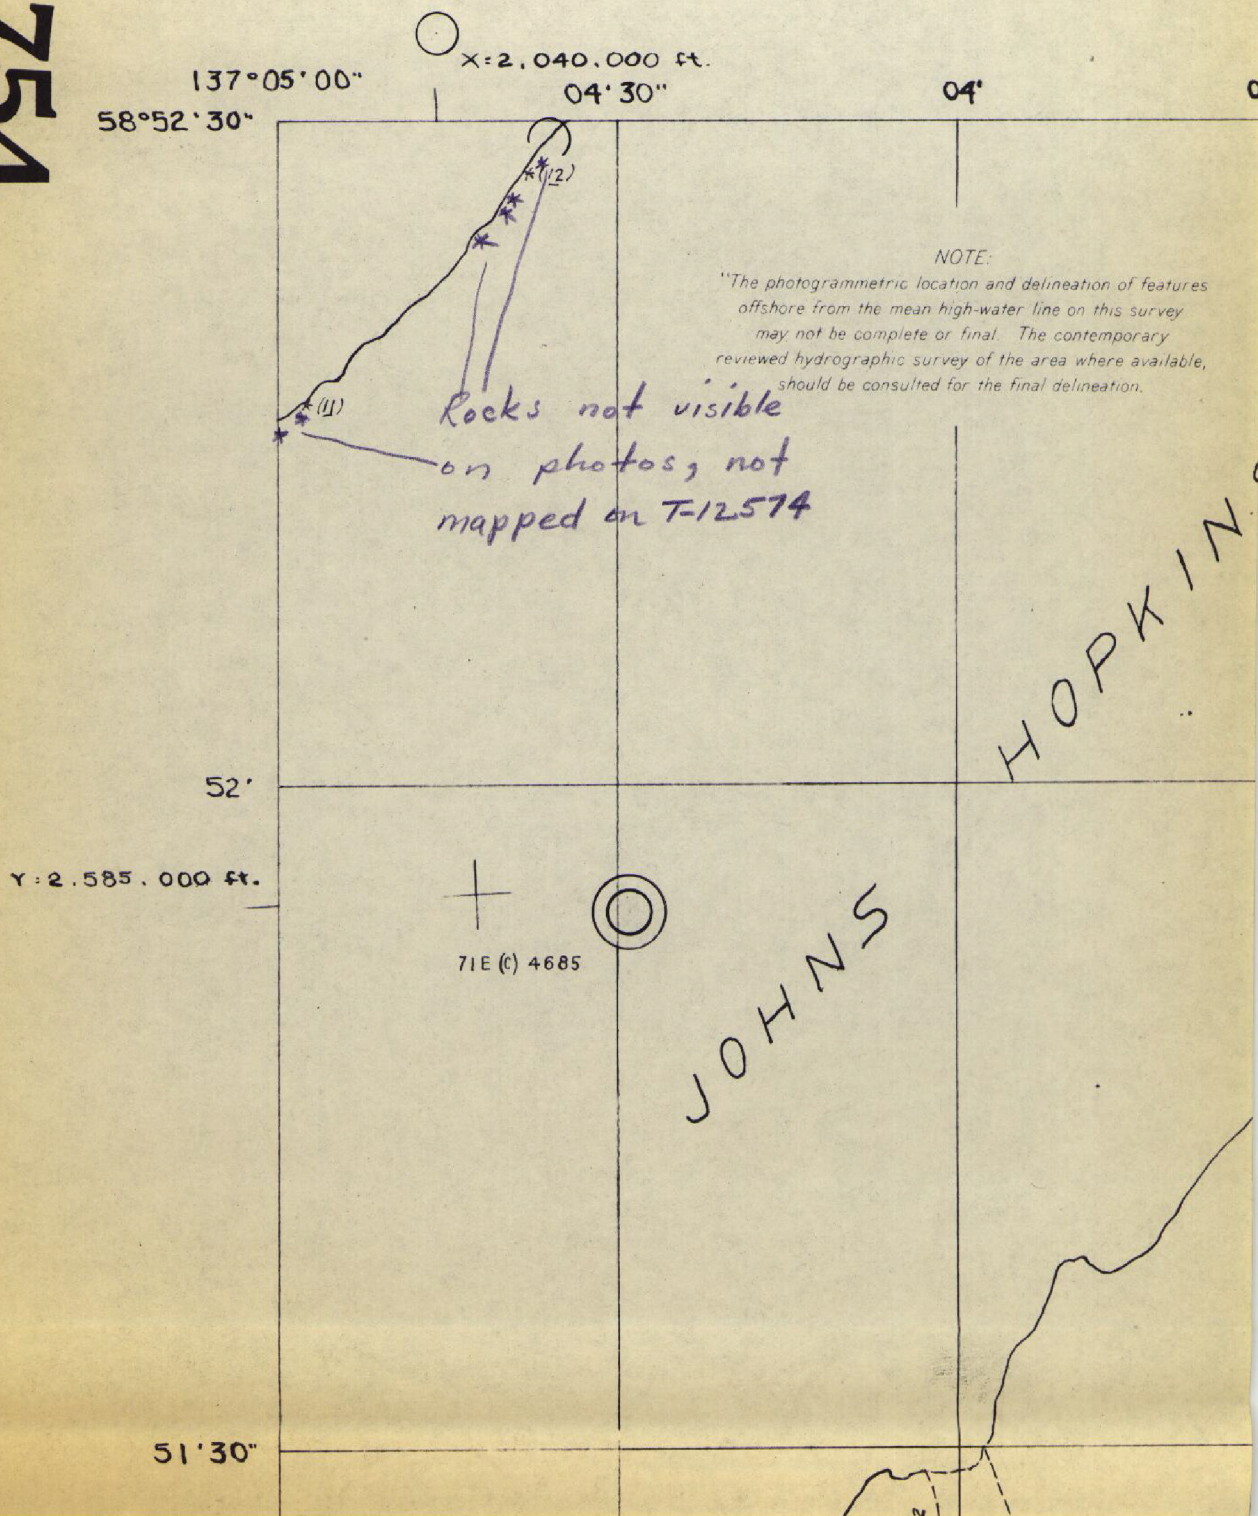 754
X=2,040,000 ft.
137°05'00"
04'30"
04'
58°52'30"
(12)
NOTE:
"The photogrammetric location and delineation of features
offshore from the mean high-water line on this survey
may not be complete or final. The contemporary
reviewed hydrographic survey of the area where available,
should be consulted for the final delineation.
(11)
Rocks not visible
on photos, not
mapped on T-12574
HOPKIN
52'
Y=2.585.000 ft.
71E (C) 4685
JOHNS
51'30"